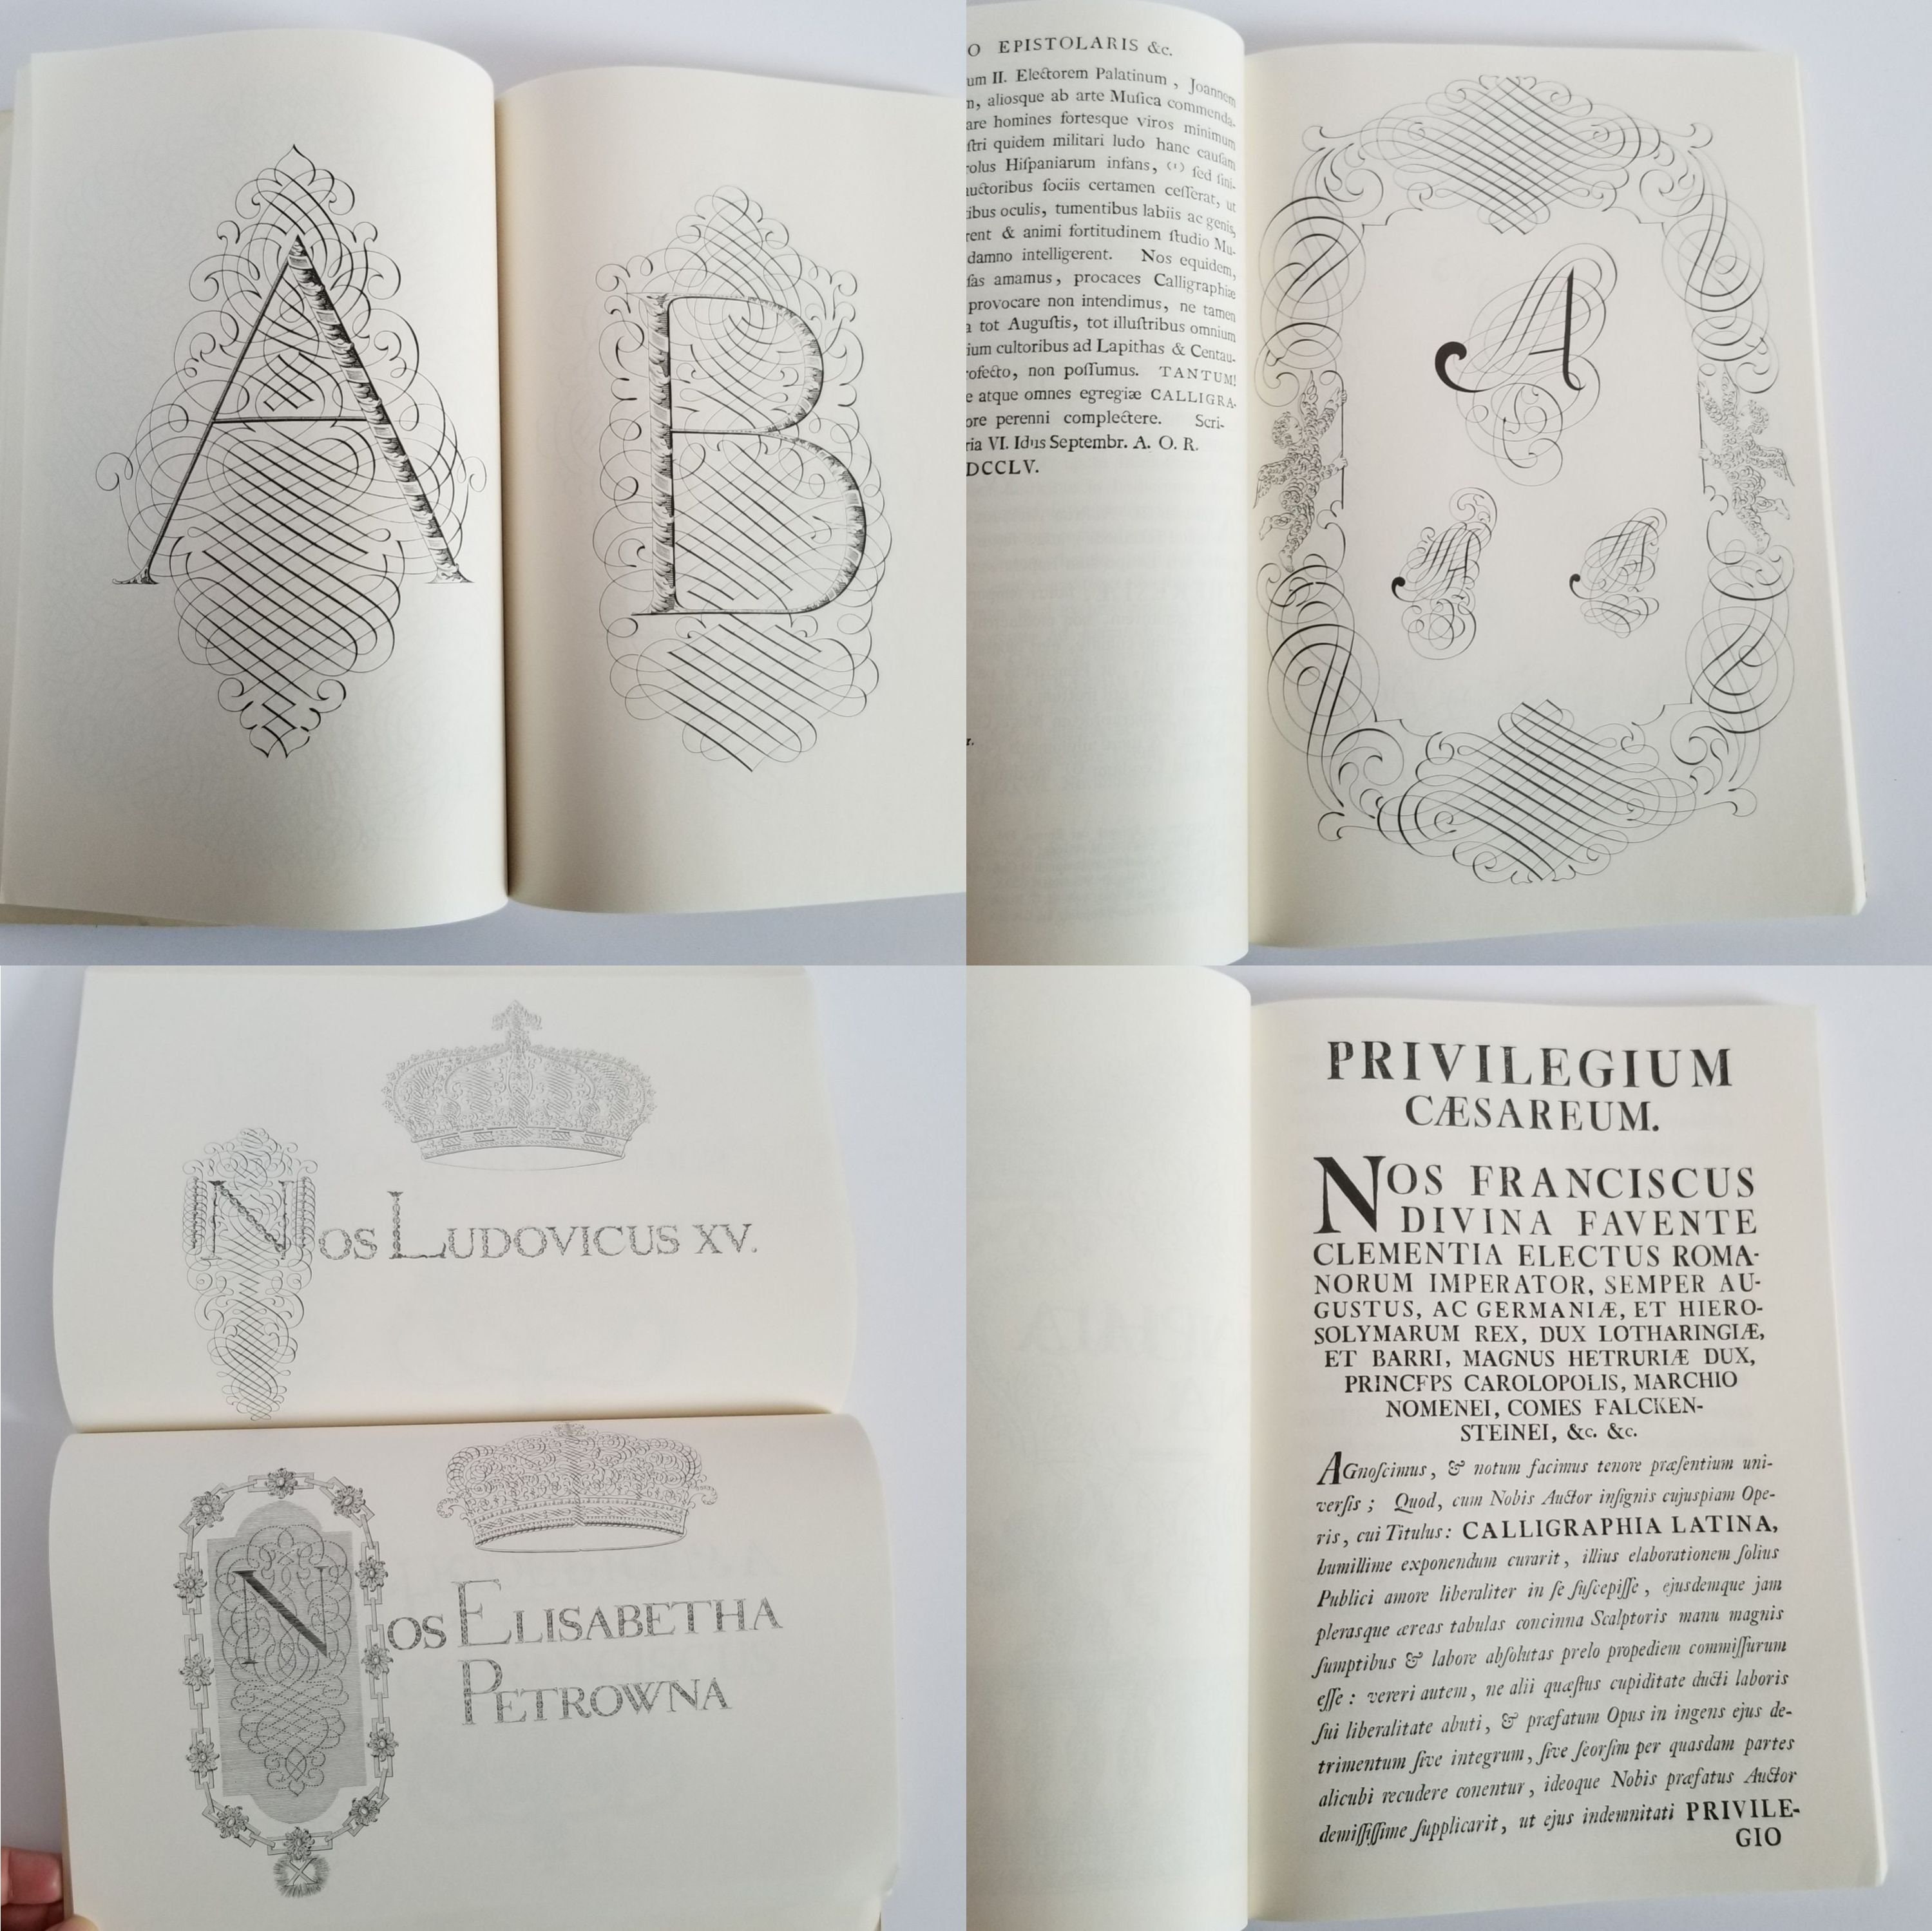 A
B
O EPISTOLARIS &c.
um II. Electorem Palatinum, Joannem
m, aliosque ab arte Muſica commenda-
are homines fortesque viros minimum
ſtri quidem militari ludo hanc cauſam
rolus Hiſpaniarum infans, (1) ſed ſini-
uctoribus ſociis certamen ceſſerat, ut
ibus oculis, tumentibus labiis ac genis,
rent & animi fortitudinem ſtudio Mu-
damno intelligerent. Nos equidem,
ſas amamus, procaces Calligraphiæ
provocare non intendimus, ne tamen
a tot Auguſtis, tot illuſtribus omnium
ium cultoribus ad Lapithas & Centau-
rofecto, non poſſumus. TANTUM!
e atque omnes egregiæ CALLIGRA-
ore perenni complectere. Scri-
ria VI. Idus Septembr. A. O. R.
DCCLV.
r.
A
A
A
NOS LUDOVICUS XV.
NOS ELISABETHA
PETROWNA
PRIVILEGIUM
CÆSAREUM.
NOS FRANCISCUS
DIVINA FAVENTE
CLEMENTIA ELECTUS ROMA-
NORUM IMPERATOR, SEMPER AU-
GUSTUS, AC GERMANIÆ, ET HIERO-
SOLYMARUM REX, DUX LOTHARINGIÆ,
ET BARRI, MAGNUS HETRURIÆ DUX,
PRINCEPS CAROLOPOLIS, MARCHIO
NOMENEI, COMES FALCKEN-
STEINEI, &c. &c.
AGnoſcimus, & notum facimus tenore præſentium uni-
verſis; Quod, cum Nobis Auctor inſignis cujuspiam Ope-
ris, cui Titulus: CALLIGRAPHIA LATINA,
humillime exponendum curarit, illius elaborationem ſolius
Publici amore liberaliter in ſe ſuſcepiſſe, ejusdemque jam
plerasque æreas tabulas concinna Scalptoris manu magnis
ſumptibus & labore abſolutas prelo propediem commiſſurum
eſſe: vereri autem, ne alii quæſtus cupiditate ducti laboris
ſui liberalitate abuti, & præfatum Opus in ingens ejus de-
trimentum ſive integrum, ſive ſeorſim per quasdam partes
alicubi recudere conentur, ideoque Nobis præfatus Auctor
demiſſiſſime ſupplicarit, ut ejus indemnitati PRIVILE-
GIO